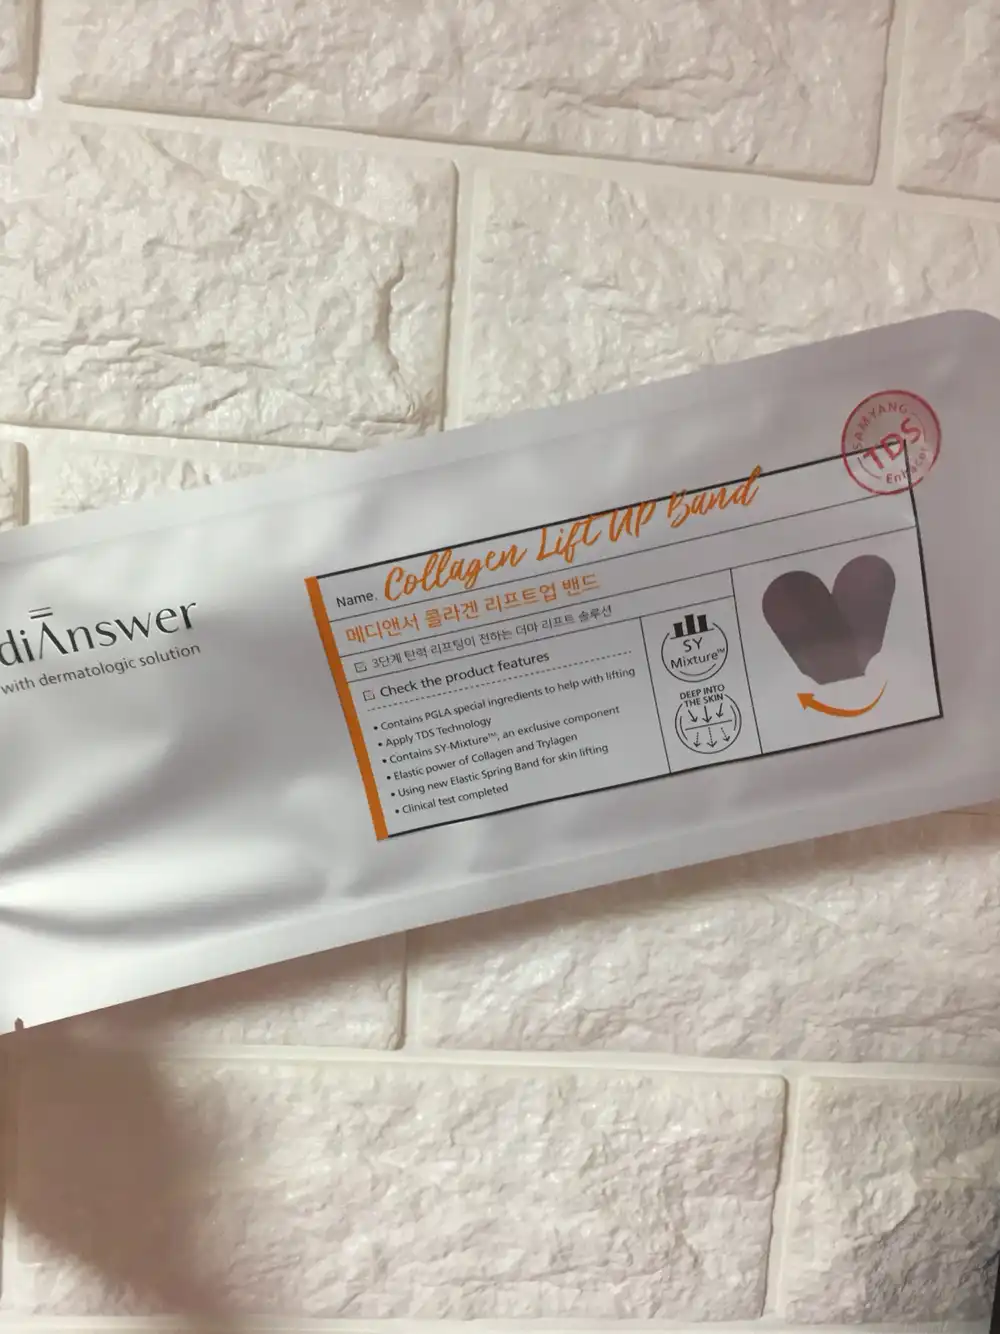 diAnswer
with dermatologic solution
Name. Collagen Lift UP Band
메디앤서 콜라겐 리프트업 밴드
3단계 탄력 리프팅이 전하는 더마 리프트 솔루션
Check the product features
• Contains PGLA special ingredients to help with lifting
• Apply TDS Technology
• Contains SY-Mixture™, an exclusive component
• Elastic power of Collagen and Trylagen
• Using new Elastic Spring Band for skin lifting
• Clinical test completed
SY
Mixture™
DEEP INTO
THE SKIN
SAMYANG
TDS
Enhacer